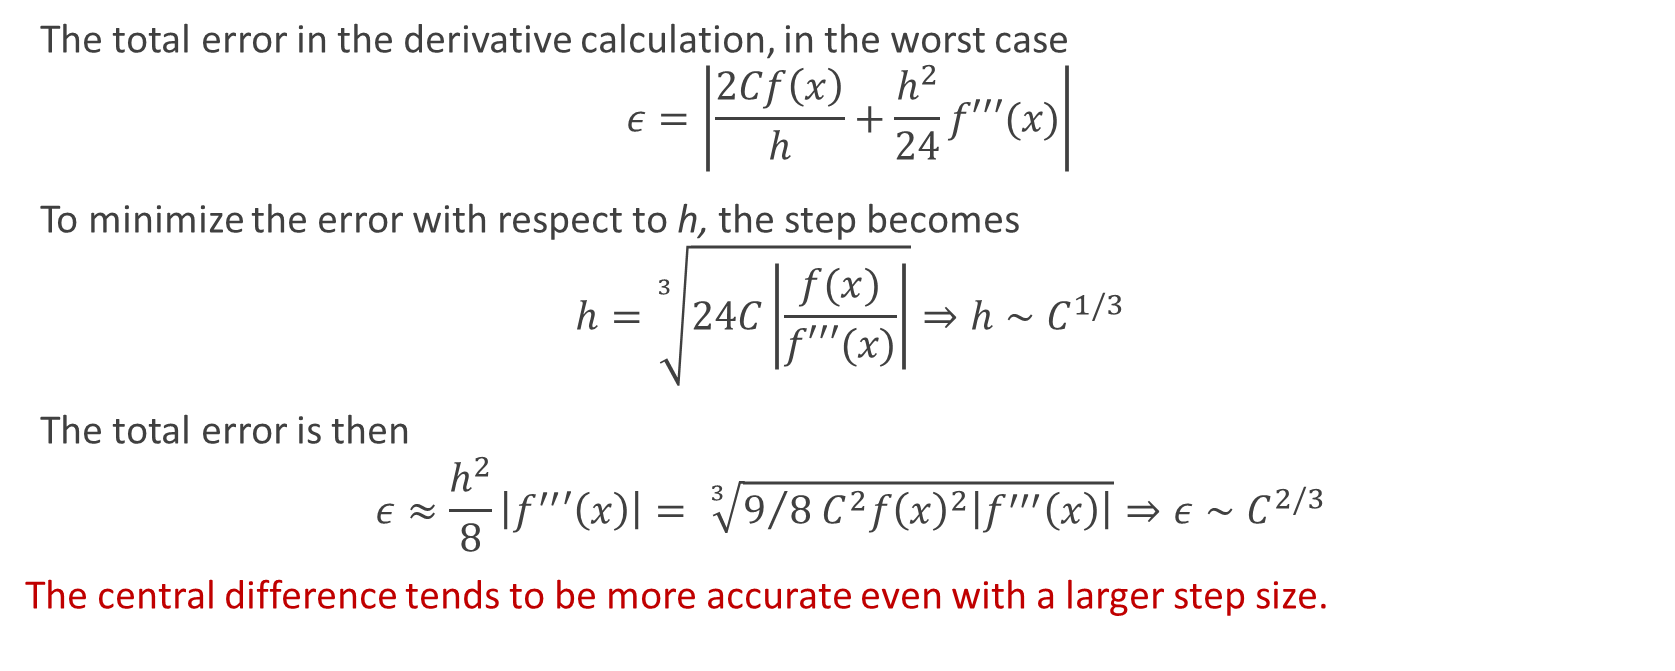 The total error in the derivative calculation, in the worst case
ϵ = |2Cf(x)/h + h²/24 f′′′(x)|
To minimize the error with respect to h, the step becomes
h = ∛(24C |f(x)/f′′′(x)|) ⇒ h ~ C^1/3
The total error is then
ϵ ≈ h²/8 |f′′′(x)| = ∛(9/8 C² f(x)² |f′′′(x)|) ⇒ ϵ ~ C^2/3
The central difference tends to be more accurate even with a larger step size.